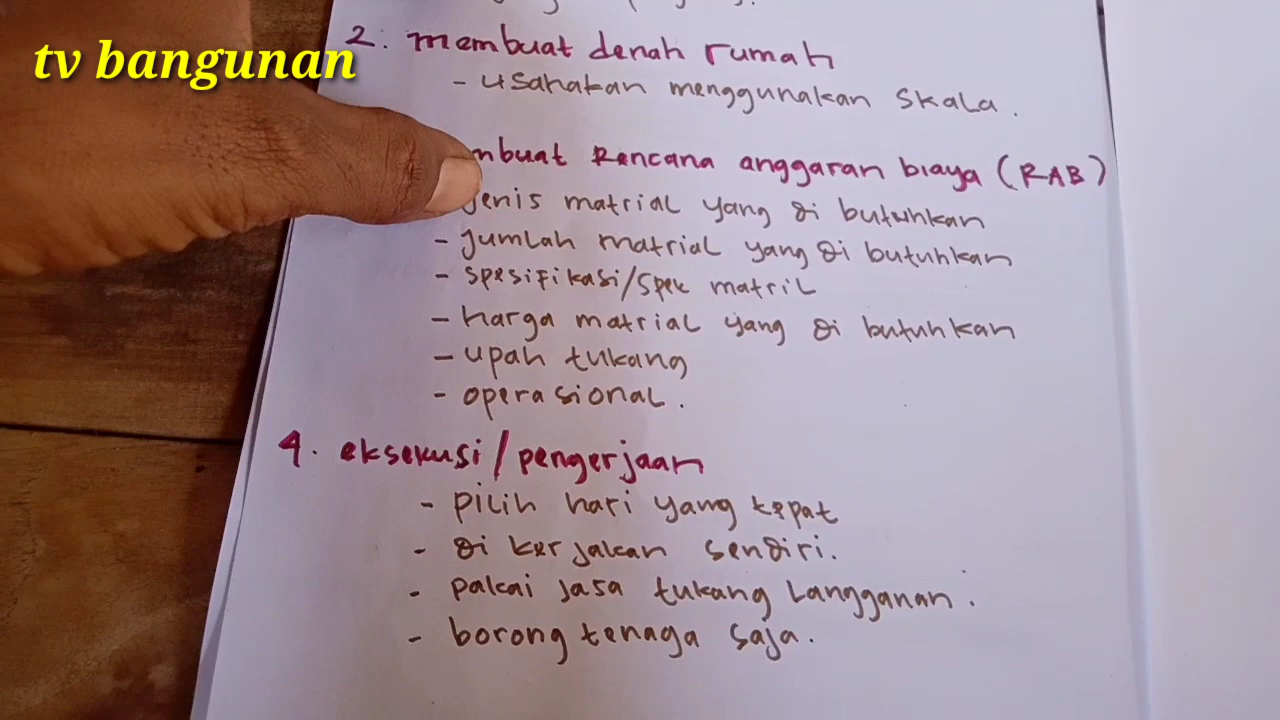 tv bangunan
2. membuat denah rumah
- usahakan menggunakan skala.
mbuat Rencana anggaran biaya (RAB)
jenis matrial yang di butuhkan
- jumlah matrial yang di butuhkan
- spesifikasi/spek matril
- harga matrial yang di butuhkan
- upah tukang
- operasional.
4. eksekusi/pengerjaan
- pilih hari yang tepat
- di kerjakan sendiri.
- pakai jasa tukang langganan.
- borong tenaga saja.